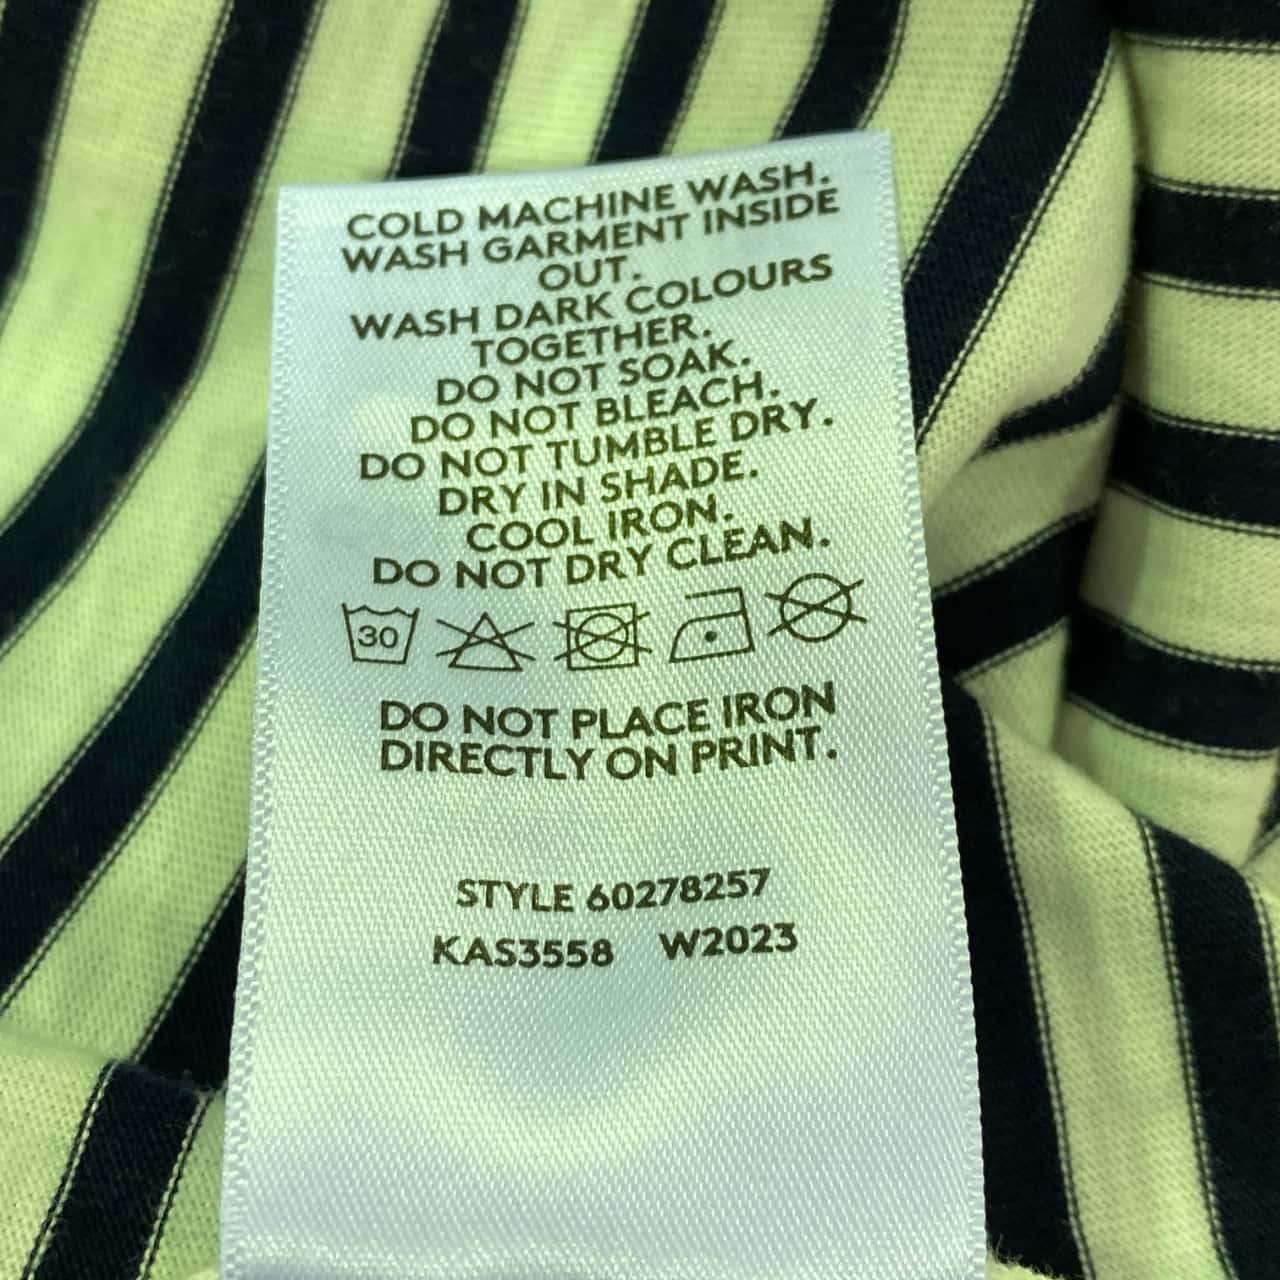 COLD MACHINE WASH.
WASH GARMENT INSIDE
OUT.
WASH DARK COLOURS
TOGETHER.
DO NOT SOAK.
DO NOT BLEACH.
DO NOT TUMBLE DRY.
DRY IN SHADE.
COOL IRON.
DO NOT DRY CLEAN.
30
DO NOT PLACE IRON
DIRECTLY ON PRINT.
STYLE 60278257
KAS3558 W2023